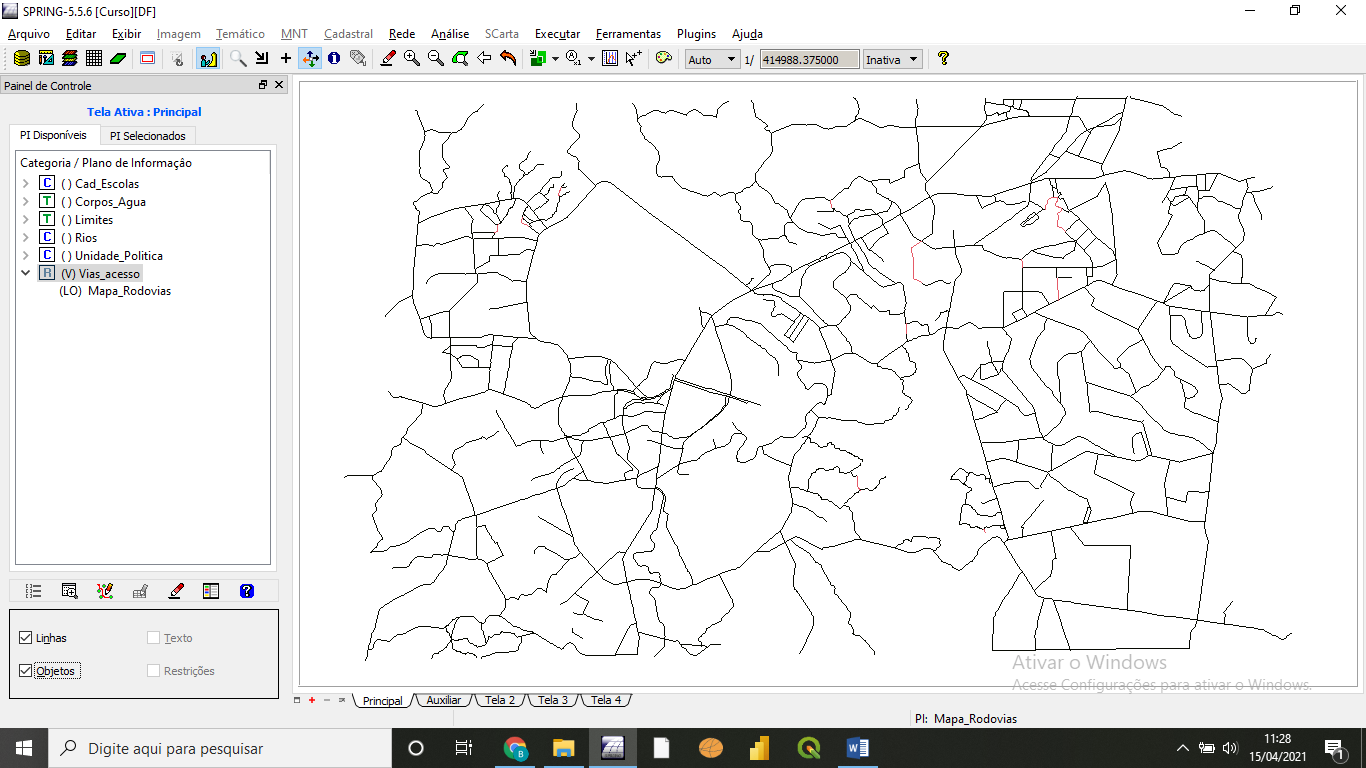 SPRING-5.5.6 [Curso][DF]
Arquivo Editar Exibir Imagem Temático MNT Cadastral Rede Análise SCarta Executar Ferramentas Plugins Ajuda
Auto 1/ 414988.375000 Inativa
Painel de Controle
Tela Ativa : Principal
PI Disponíveis PI Selecionados
Categoria / Plano de Informação
C ( ) Cad_Escolas
T ( ) Corpos_Agua
T ( ) Limites
C ( ) Rios
C ( ) Unidade_Politica
R (V) Vias_acesso
(LO) Mapa_Rodovias
Linhas Texto
Objetos Restrições
Ativar o Windows
Acesse Configurações para ativar o Windows.
Principal Auxiliar Tela 2 Tela 3 Tela 4
PI: Mapa_Rodovias
Digite aqui para pesquisar
11:28
15/04/2021
1